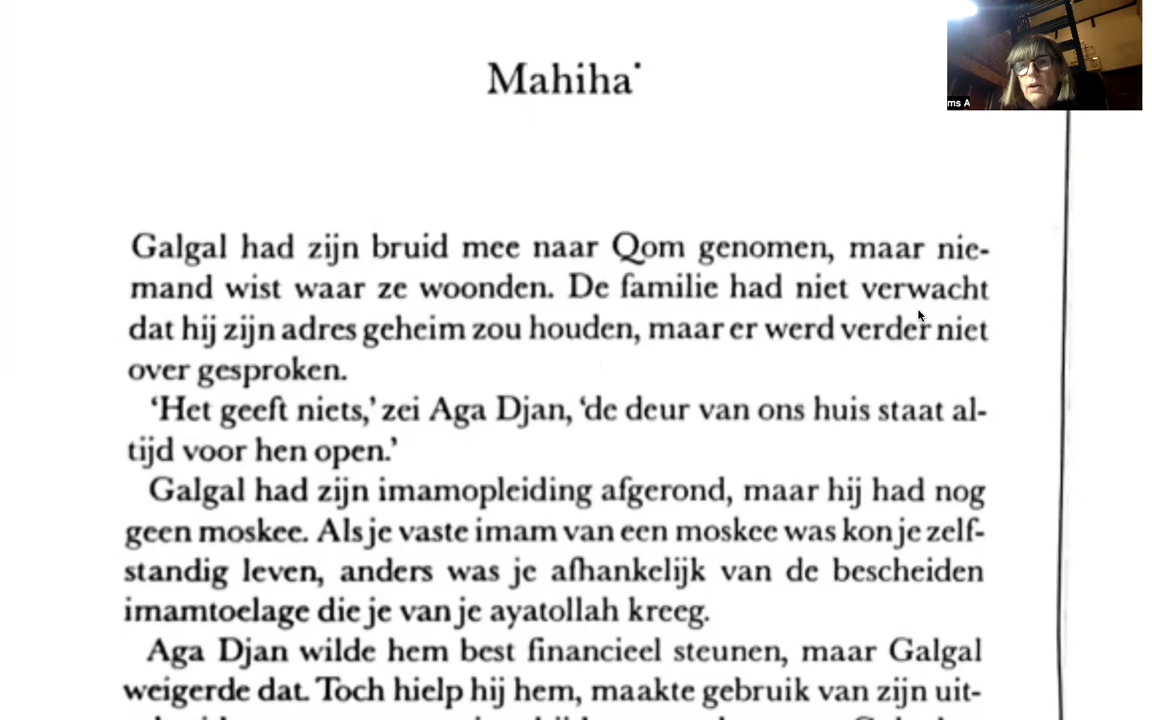 Mahiha*
ms A
Galgal had zijn bruid mee naar Qom genomen, maar nie-
mand wist waar ze woonden. De familie had niet verwacht
dat hij zijn adres geheim zou houden, maar er werd verder niet
over gesproken.
‘Het geeft niets,’ zei Aga Djan, ‘de deur van ons huis staat al-
tijd voor hen open.’
Galgal had zijn imamopleiding afgerond, maar hij had nog
geen moskee. Als je vaste imam van een moskee was kon je zelf-
standig leven, anders was je afhankelijk van de bescheiden
imamtoelage die je van je ayatollah kreeg.
Aga Djan wilde hem best financieel steunen, maar Galgal
weigerde dat. Toch hielp hij hem, maakte gebruik van zijn uit-